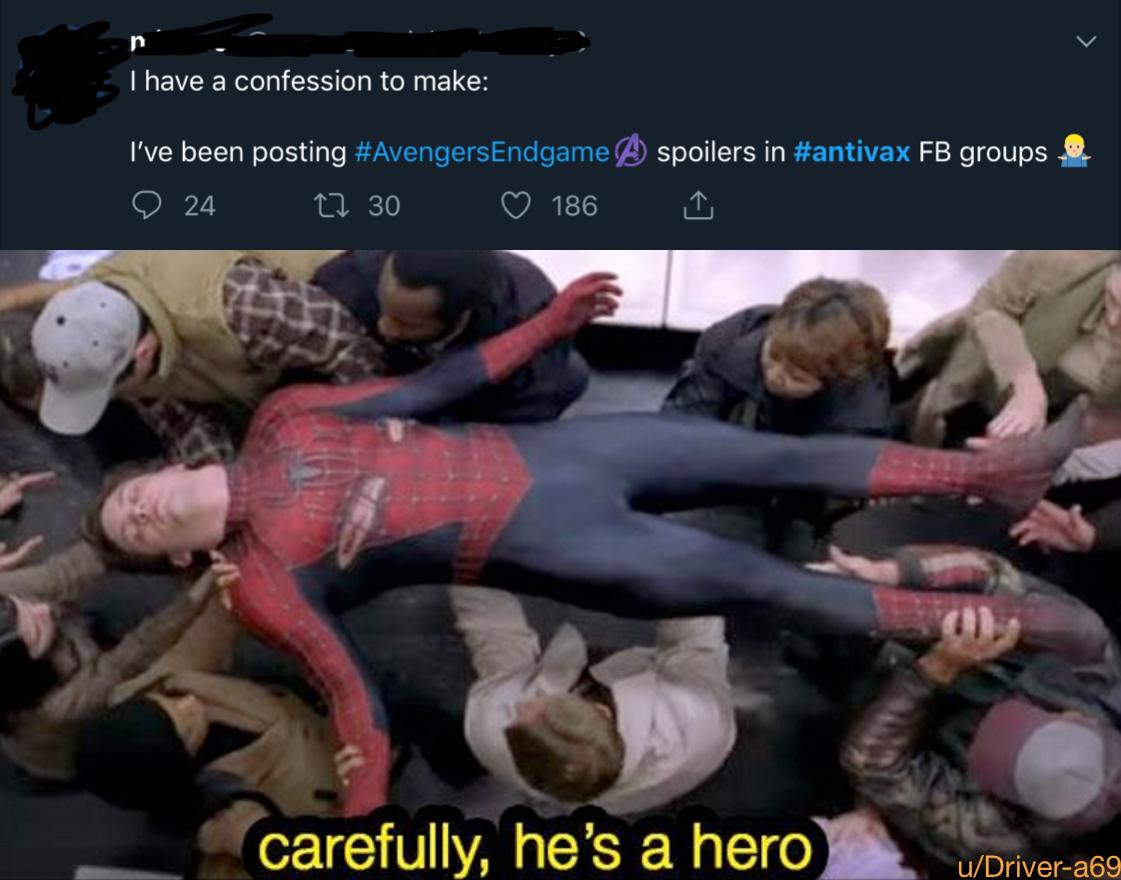 I have a confession to make:
I've been posting #AvengersEndgame spoilers in #antivax FB groups 🤷🏼‍♂️
24 30 186
carefully, he's a hero
u/Driver-a69